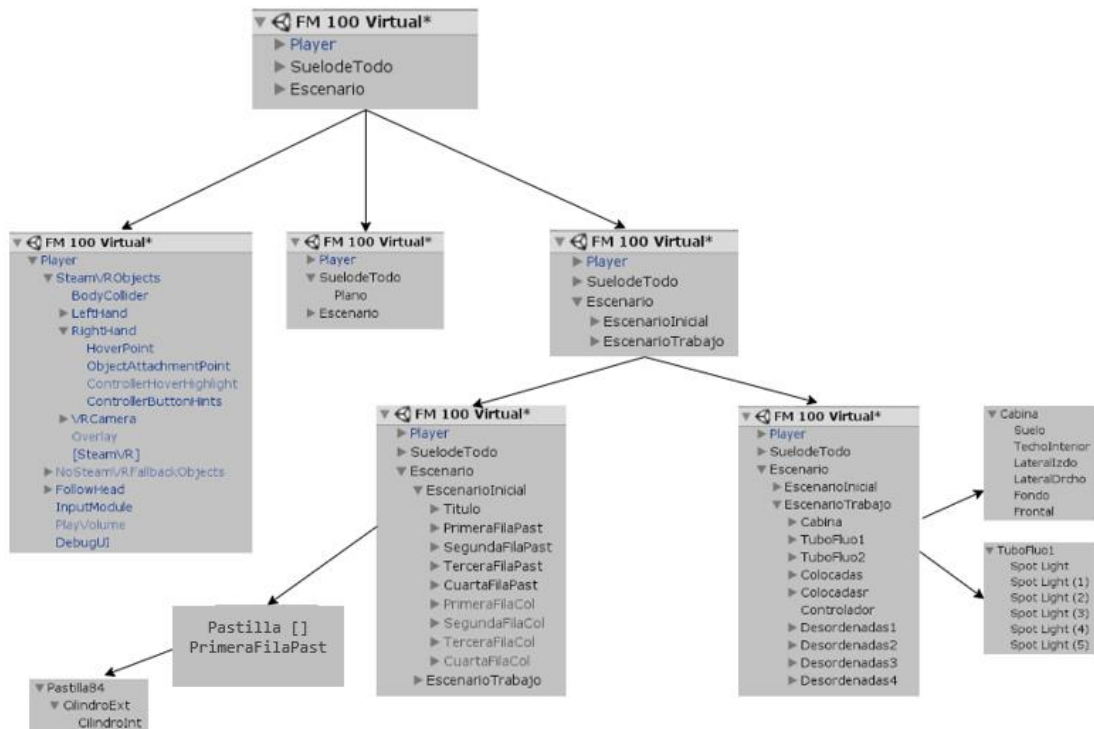 FM 100 Virtual*
Player
SuelodeTodo
Escenario
FM 100 Virtual*
Player
SteamVRObjects
BodyCollider
LeftHand
RightHand
HoverPoint
ObjectAttachmentPoint
ControllerHoverHighlight
ControllerButtonHints
VRCamera
Overlay
[SteamVR]
NoSteamVRFallbackObjects
FollowHead
InputModule
PlayVolume
DebugUI
FM 100 Virtual*
Player
SuelodeTodo
Plano
Escenario
FM 100 Virtual*
Player
SuelodeTodo
Escenario
EscenarioInicial
EscenarioTrabajo
FM 100 Virtual*
Player
SuelodeTodo
Escenario
EscenarioInicial
Titulo
PrimeraFilaPast
SegundaFilaPast
TerceraFilaPast
CuartaFilaPast
PrimeraFilaCol
SegundaFilaCol
TerceraFilaCol
CuartaFilaCol
EscenarioTrabajo
FM 100 Virtual*
Player
SuelodeTodo
Escenario
EscenarioInicial
EscenarioTrabajo
Cabina
TuboFluo1
TuboFluo2
Colocadas
Colocadasr
Controlador
Desordenadas1
Desordenadas2
Desordenadas3
Desordenadas4
Cabina
Suelo
TechoInterior
LateralIzdo
LateralDrcho
Fondo
Frontal
TuboFluo1
Spot Light
Spot Light (1)
Spot Light (2)
Spot Light (3)
Spot Light (4)
Spot Light (5)
Pastilla []
PrimeraFilaPast
Pastilla84
CilindroExt
CilindroInt